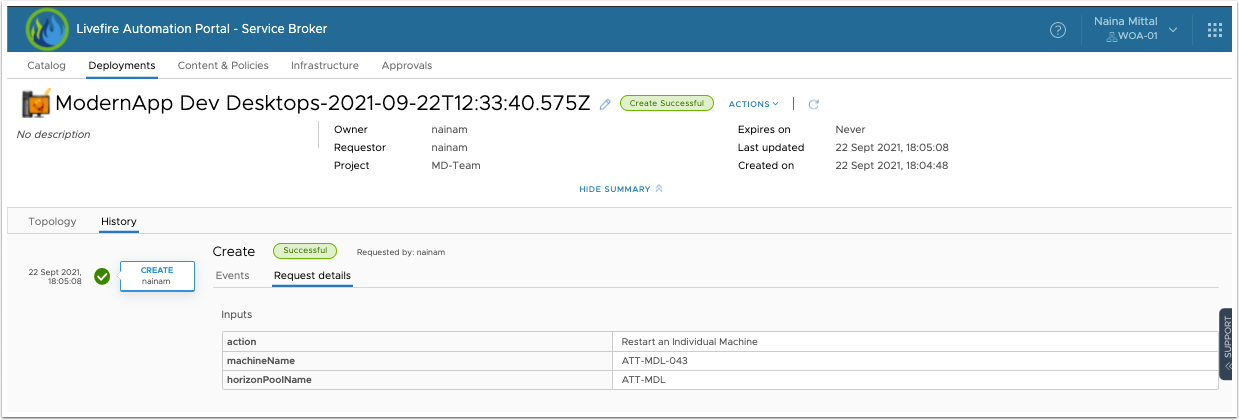 Livefire Automation Portal - Service Broker
Naina Mittal
WOA-01
Catalog Deployments Content & Policies Infrastructure Approvals
ModernApp Dev Desktops-2021-09-22T12:33:40.575Z Create Successful ACTIONS
No description
Owner nainam Expires on Never
Requestor nainam Last updated 22 Sept 2021, 18:05:08
Project MD-Team Created on 22 Sept 2021, 18:04:48
HIDE SUMMARY
Topology History
Create Successful Requested by: nainam
22 Sept 2021,
18:05:08
CREATE
nainam
Events Request details
Inputs
action Restart an Individual Machine
machineName ATT-MDL-043
horizonPoolName ATT-MDL
SUPPORT